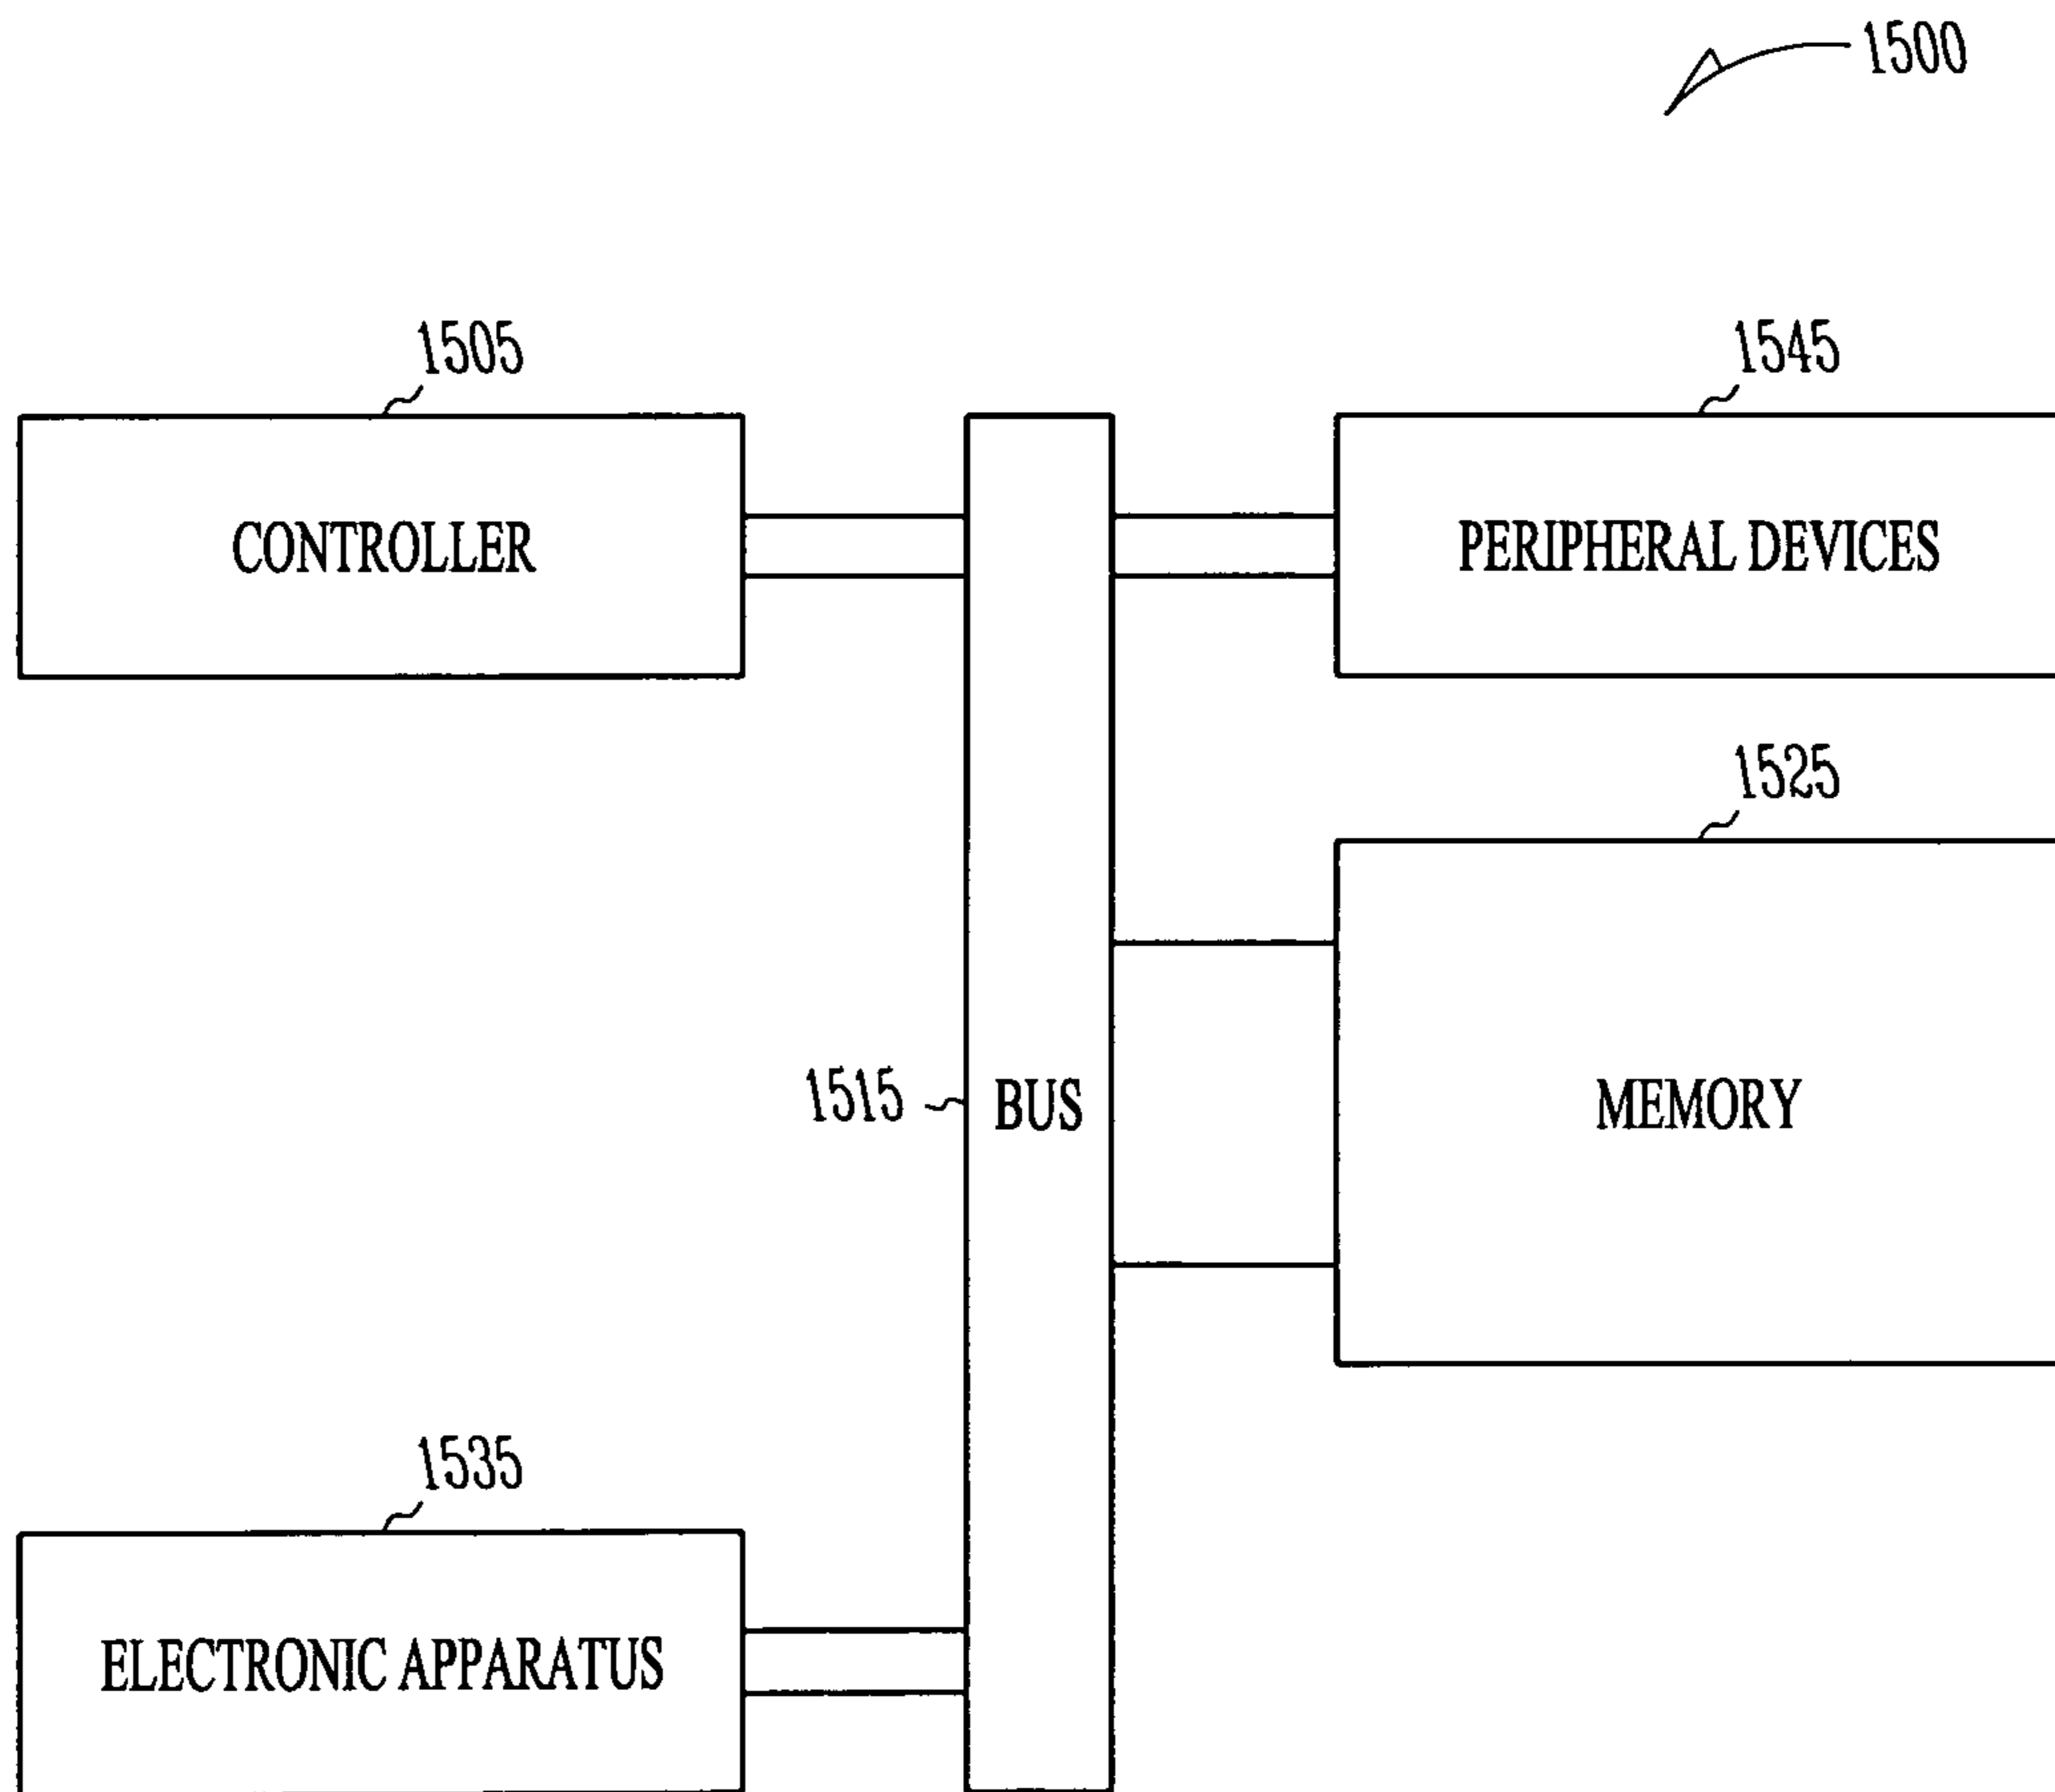 1500
1505
1545
CONTROLLER
PERIPHERAL DEVICES
1525
1515
BUS
MEMORY
1535
ELECTRONIC APPARATUS